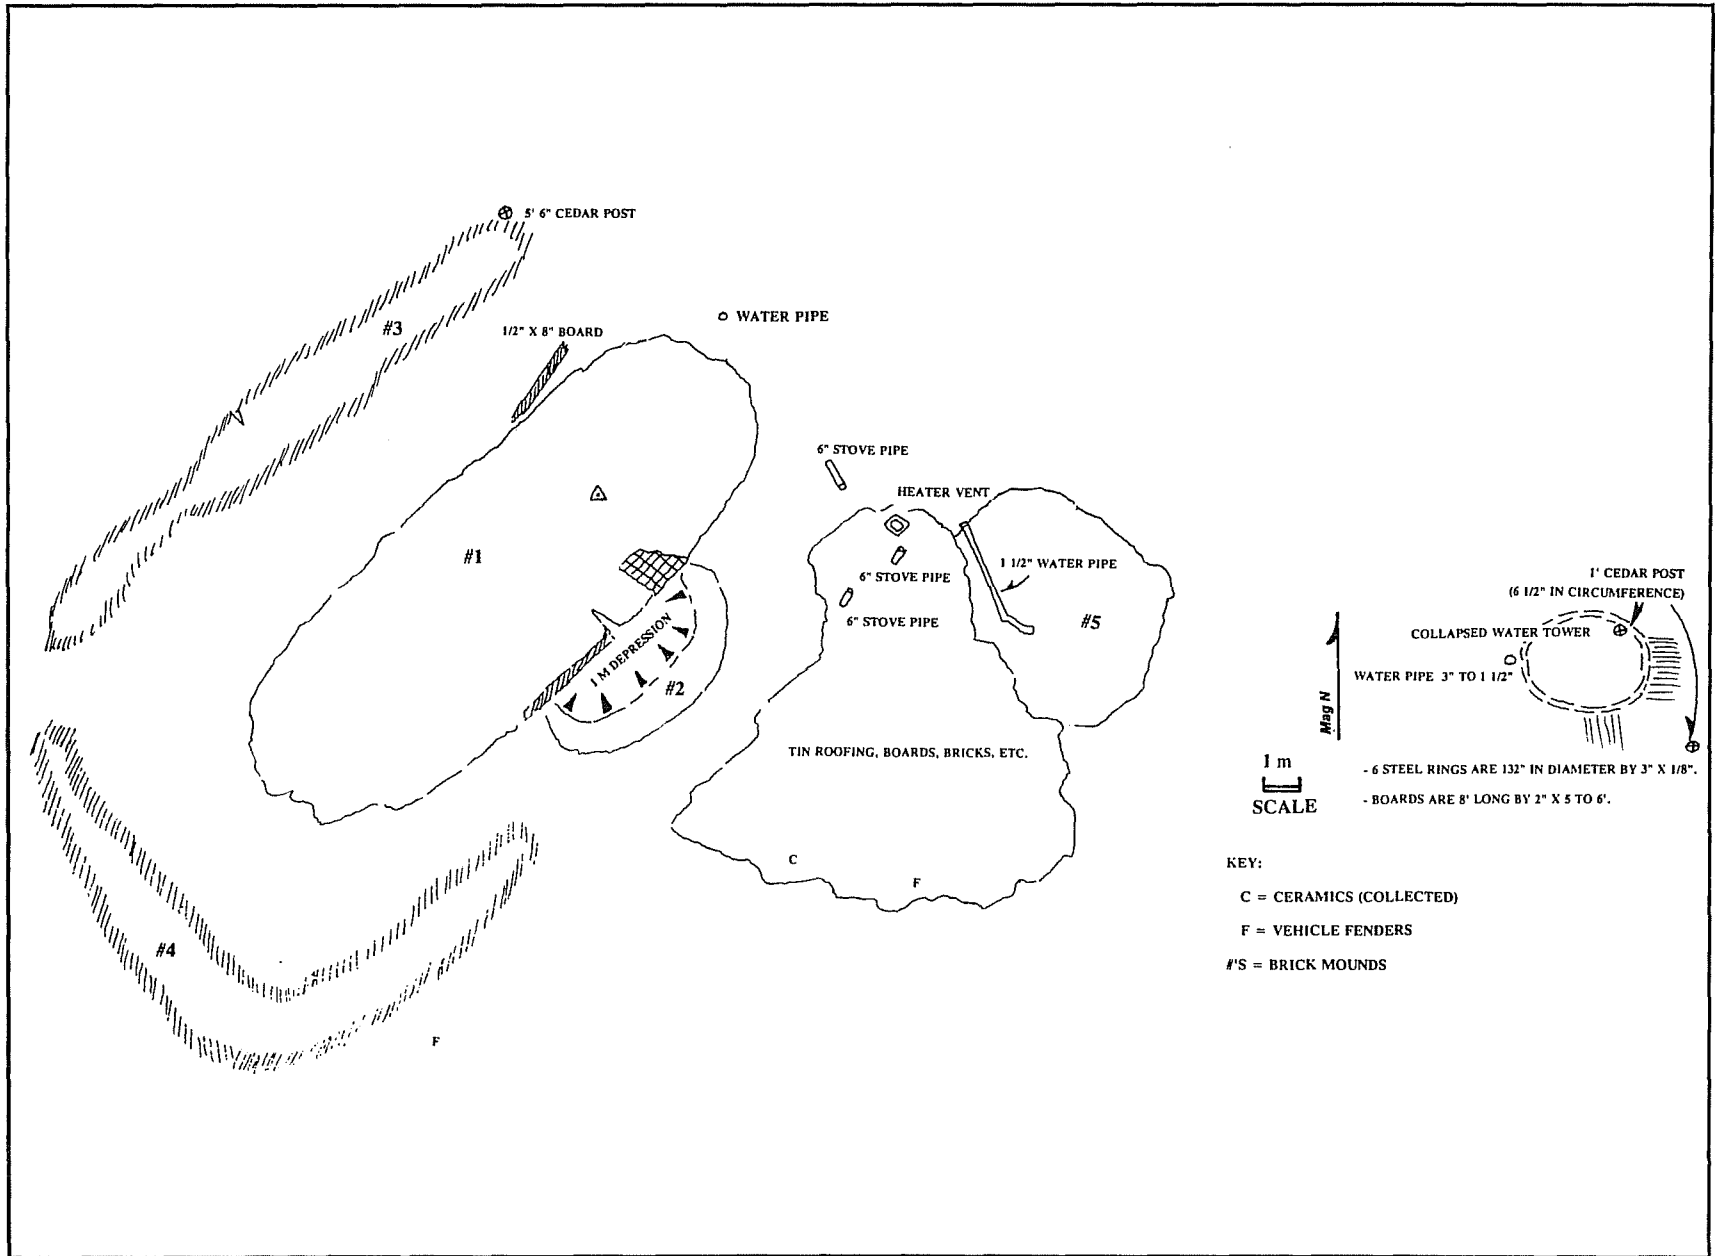 5' 6" CEDAR POST
WATER PIPE
#3
1/2" X 8" BOARD
6" STOVE PIPE
HEATER VENT
#1
1 1/2" WATER PIPE
6" STOVE PIPE
6" STOVE PIPE
#5
1 M DEPRESSION
#2
1' CEDAR POST
(6 1/2" IN CIRCUMFERENCE)
COLLAPSED WATER TOWER
WATER PIPE 3" TO 1 1/2"
Mag N
TIN ROOFING, BOARDS, BRICKS, ETC.
1 m
SCALE
- 6 STEEL RINGS ARE 132" IN DIAMETER BY 3" X 1/8".
- BOARDS ARE 8' LONG BY 2" X 5 TO 6'.
C
F
#4
F
KEY:
C = CERAMICS (COLLECTED)
F = VEHICLE FENDERS
#'S = BRICK MOUNDS